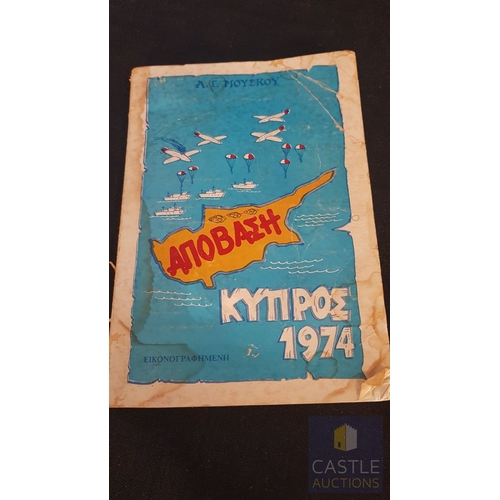 Λ.Γ. ΜΟΥΣΚΟΥ
ΑΠΟΒΑΣΗ
ΚΥΠΡΟΣ
1974
ΕΙΚΟΝΟΓΡΑΦΗΜΕΝΗ
CASTLE
AUCTIONS